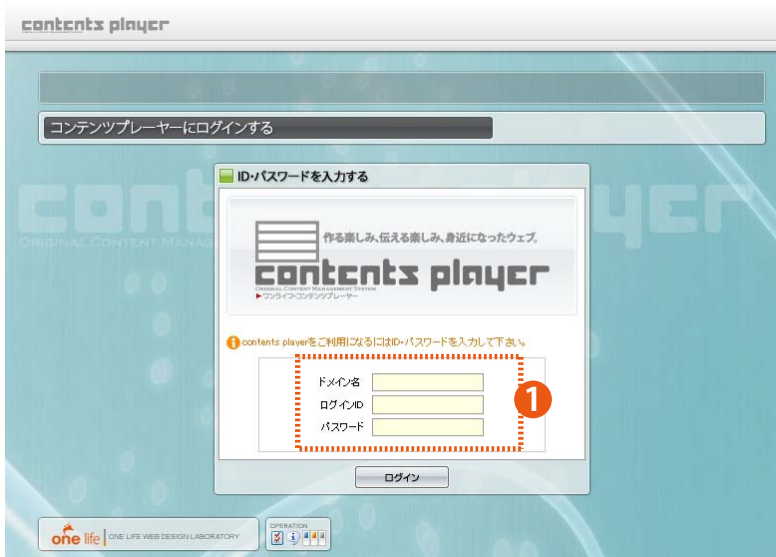 contents player
コンテンツプレーヤーにログインする
ID・パスワードを入力する
作る楽しみ、伝える楽しみ、身近になったウェブ。
contents player
ORIGINAL CONTENT MANAGEMENT SYSTEM
▶ワンライフ・コンテンツプレーヤー
contents playerをご利用になるにはID・パスワードを入力して下さい。
ドメイン名
ログインID
パスワード
1
ログイン
cont
yer
ORIGINAL CONTENT MANAG
one life ONE LIFE WEB DESIGN LABORATORY
OPERATION